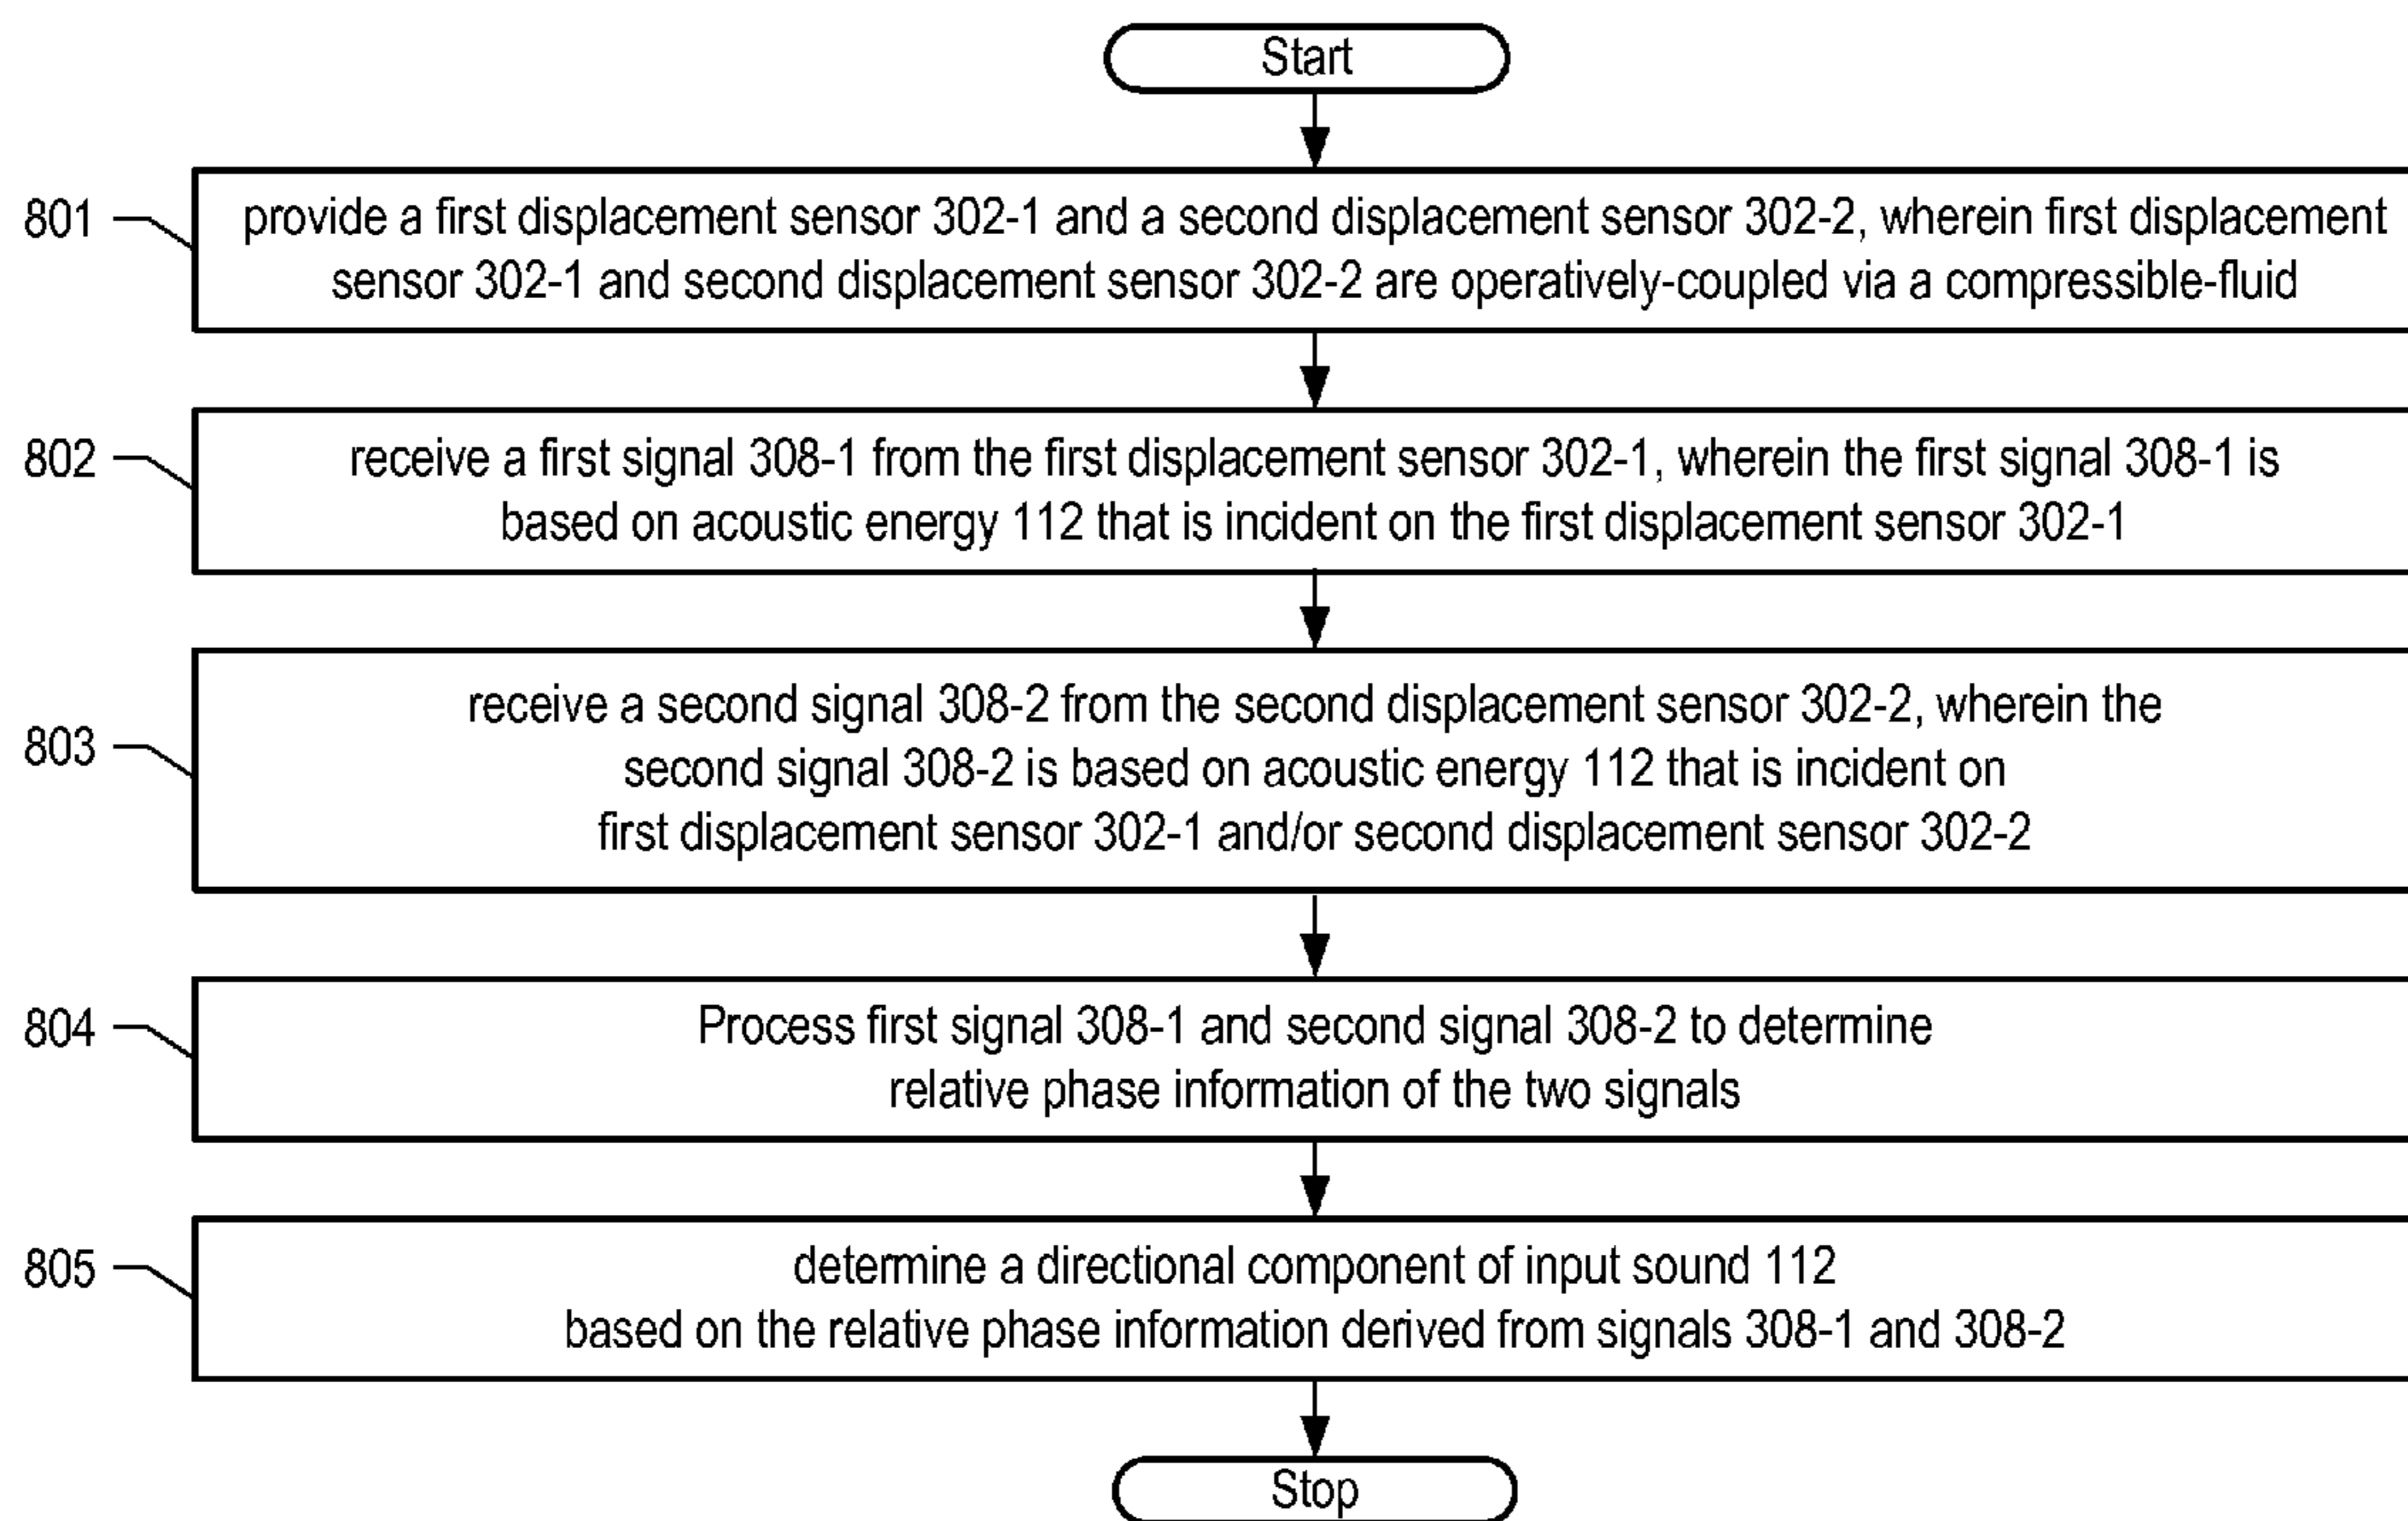 Start
801
provide a first displacement sensor 302-1 and a second displacement sensor 302-2, wherein first displacement
sensor 302-1 and second displacement sensor 302-2 are operatively-coupled via a compressible-fluid
802
receive a first signal 308-1 from the first displacement sensor 302-1, wherein the first signal 308-1 is
based on acoustic energy 112 that is incident on the first displacement sensor 302-1
803
receive a second signal 308-2 from the second displacement sensor 302-2, wherein the
second signal 308-2 is based on acoustic energy 112 that is incident on
first displacement sensor 302-1 and/or second displacement sensor 302-2
804
Process first signal 308-1 and second signal 308-2 to determine
relative phase information of the two signals
805
determine a directional component of input sound 112
based on the relative phase information derived from signals 308-1 and 308-2
Stop